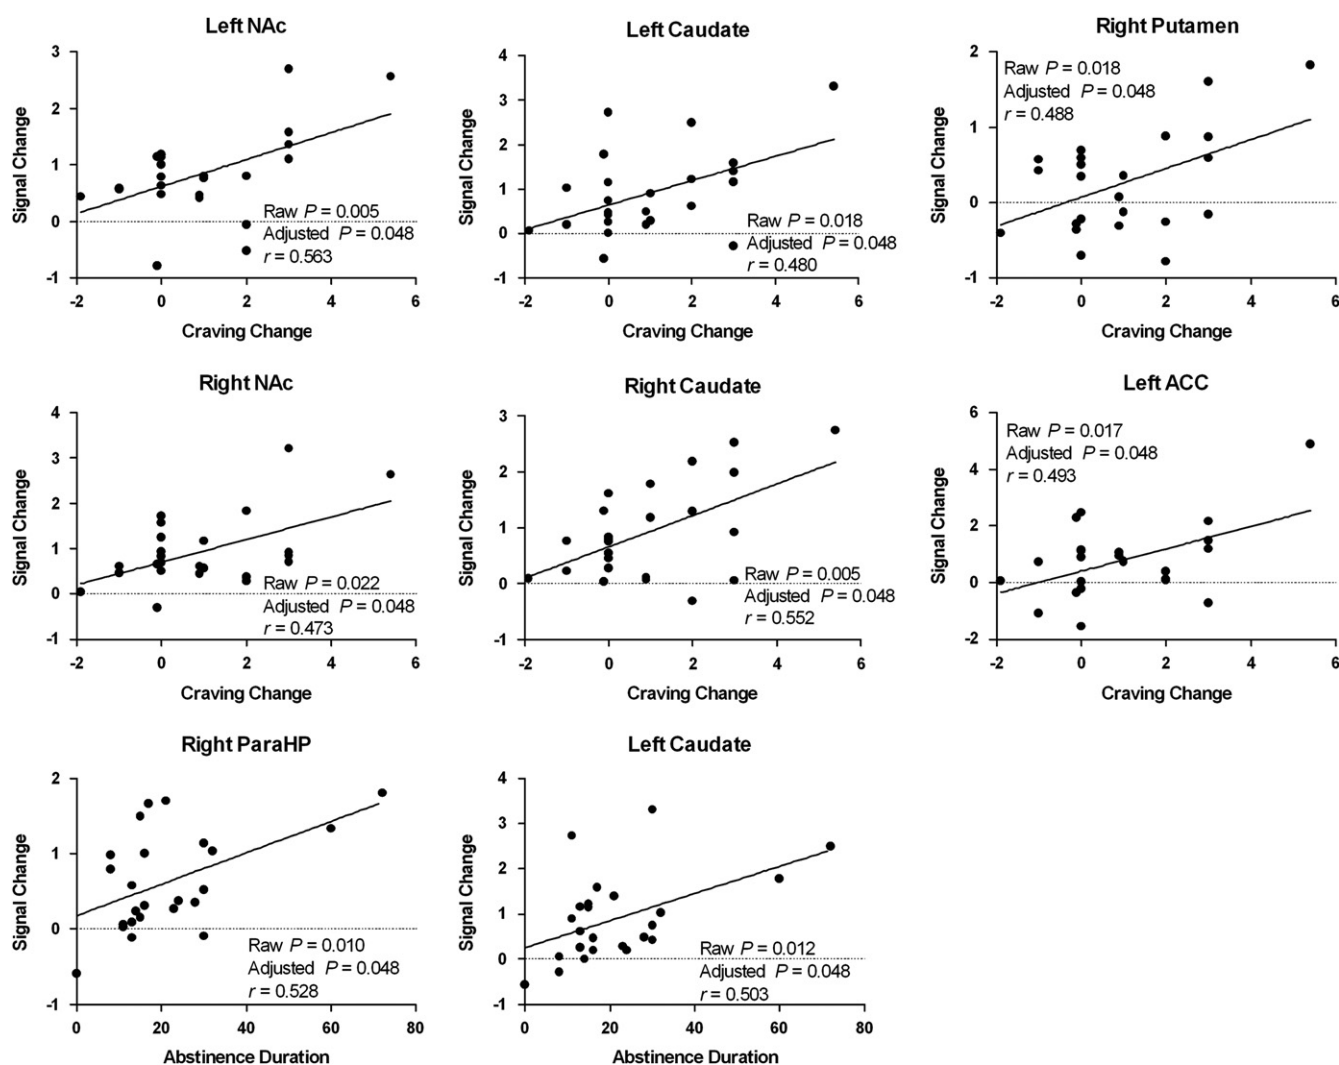 Left NAc
3
2
1
0
-1
Signal Change
Raw P = 0.005
Adjusted P = 0.048
r = 0.563
-2 0 2 4 6
Craving Change
Left Caudate
4
3
2
1
0
-1
Signal Change
Raw P = 0.018
Adjusted P = 0.048
r = 0.480
-2 0 2 4 6
Craving Change
Right Putamen
2
1
0
-1
Signal Change
Raw P = 0.018
Adjusted P = 0.048
r = 0.488
-2 0 2 4 6
Craving Change
Right NAc
4
3
2
1
0
-1
Signal Change
Raw P = 0.022
Adjusted P = 0.048
r = 0.473
-2 0 2 4 6
Craving Change
Right Caudate
3
2
1
0
-1
Signal Change
Raw P = 0.005
Adjusted P = 0.048
r = 0.552
-2 0 2 4 6
Craving Change
Left ACC
6
4
2
0
-2
Signal Change
Raw P = 0.017
Adjusted P = 0.048
r = 0.493
-2 0 2 4 6
Craving Change
Right ParaHP
2
1
0
-1
Signal Change
Raw P = 0.010
Adjusted P = 0.048
r = 0.528
0 20 40 60 80
Abstinence Duration
Left Caudate
4
3
2
1
0
-1
Signal Change
Raw P = 0.012
Adjusted P = 0.048
r = 0.503
0 20 40 60 80
Abstinence Duration